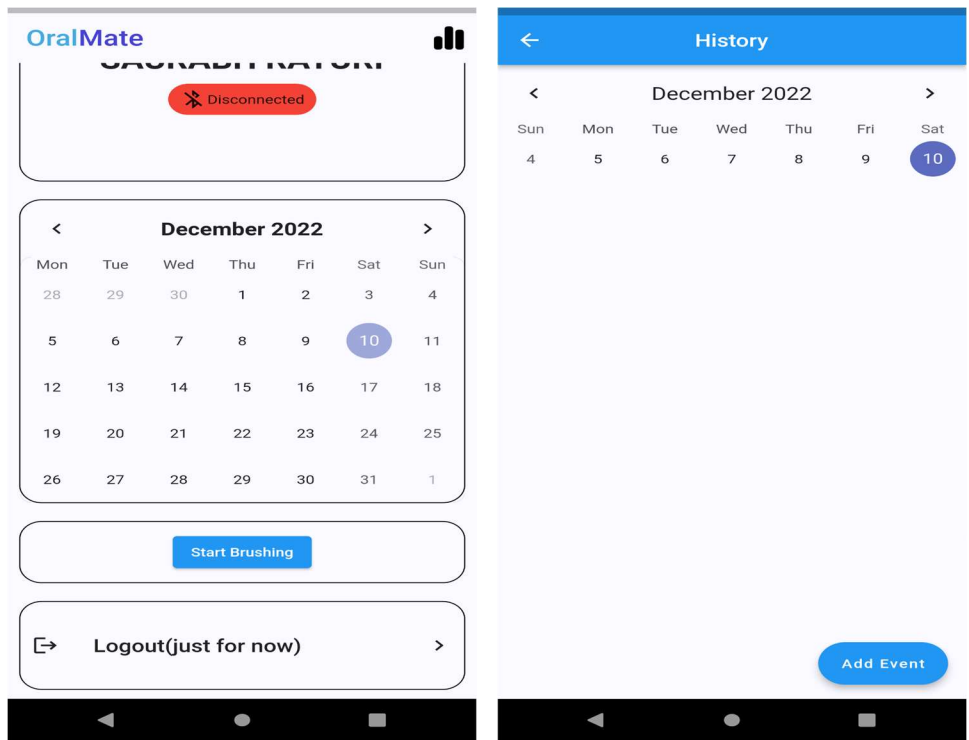 OralMate
Disconnected
< December 2022 >
Mon Tue Wed Thu Fri Sat Sun
28 29 30 1 2 3 4
5 6 7 8 9 10 11
12 13 14 15 16 17 18
19 20 21 22 23 24 25
26 27 28 29 30 31 1
Start Brushing
Logout(just for now) >
History
< December 2022 >
Sun Mon Tue Wed Thu Fri Sat
4 5 6 7 8 9 10
Add Event